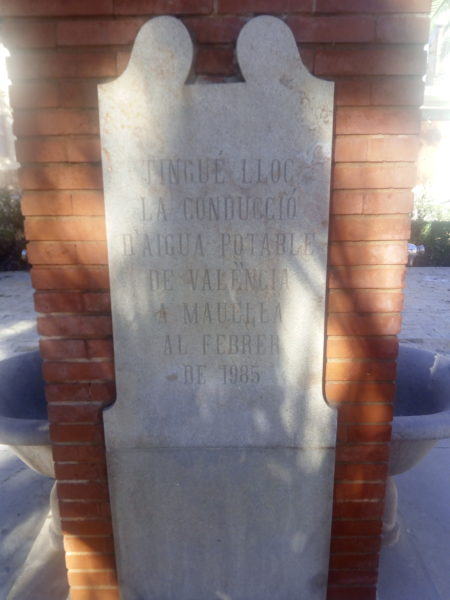 TINGUÉ LLOC
LA CONDUCCIÓ
D'AIGUA POTABLE
DE VALÈNCIA
A MAUELLA
AL FEBRER
DE 1985